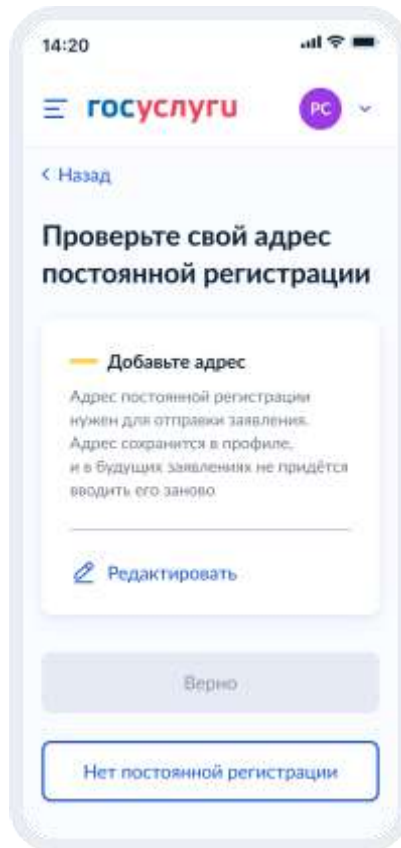 14:20
госуслуги
РС
Назад
Проверьте свой адрес
постоянной регистрации
Добавьте адрес
Адрес постоянной регистрации
нужен для отправки заявления.
Адрес сохранится в профиле,
и в будущих заявлениях не придётся
вводить его заново
Редактировать
Верно
Нет постоянной регистрации